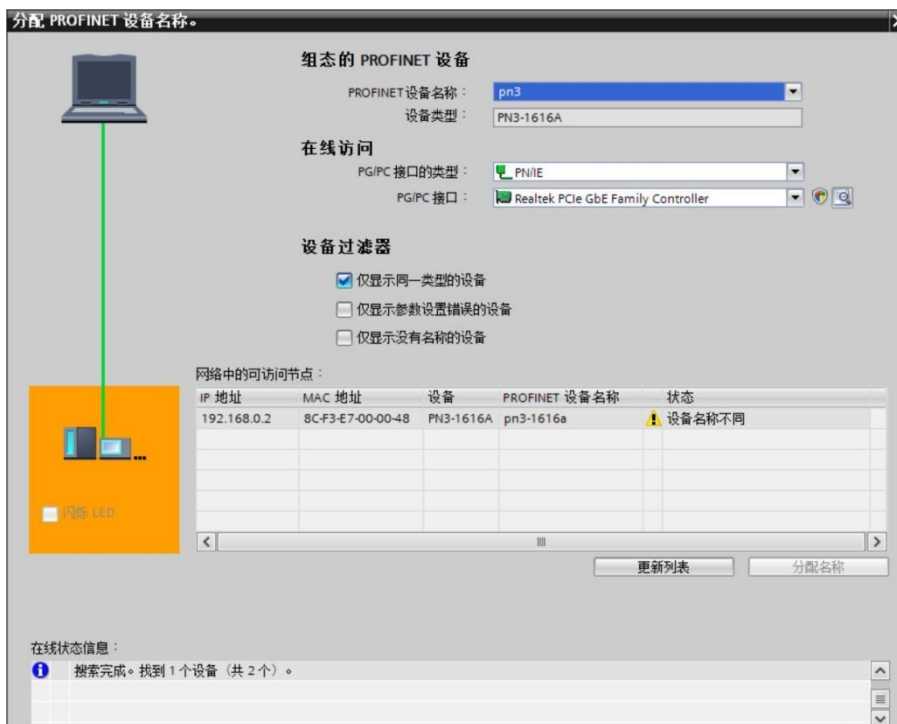 分配 PROFINET 设备名称。
组态的 PROFINET 设备
PROFINET设备名称：
pn3
设备类型：
PN3-1616A
在线访问
PG/PC 接口的类型：
PN/IE
PG/PC 接口：
Realtek PCIe GbE Family Controller
设备过滤器
仅显示同一类型的设备
仅显示参数设置错误的设备
仅显示没有名称的设备
网络中的可访问节点：
IP 地址 MAC 地址 设备 PROFINET 设备名称 状态
192.168.0.2 8C-F3-E7-00-00-48 PN3-1616A pn3-1616a 设备名称不同
闪烁 LED
更新列表 分配名称
在线状态信息：
搜索完成。找到 1 个设备（共 2 个）。